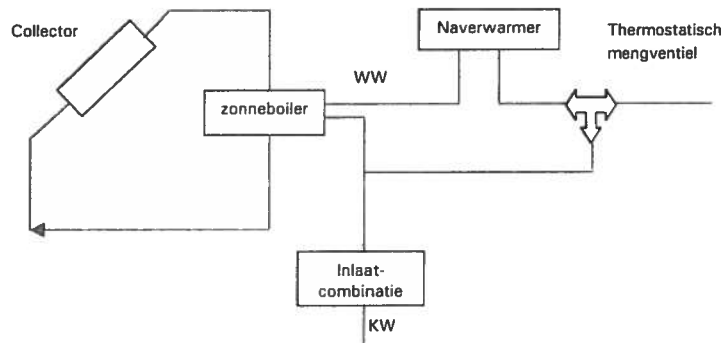 Collector
Naverwarmer
Thermostatisch
mengventiel
WW
zonneboiler
Inlaat-
combinatie
KW